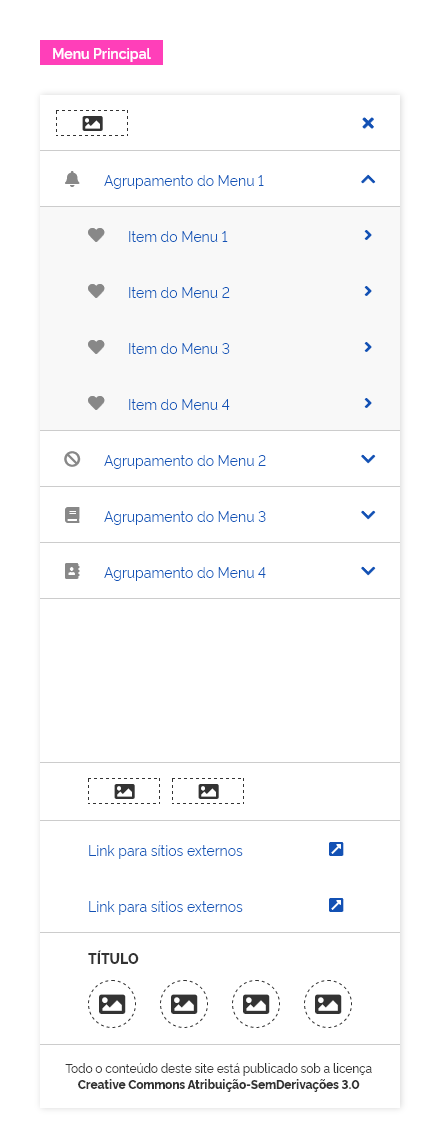 Menu Principal
Agrupamento do Menu 1
Item do Menu 1
Item do Menu 2
Item do Menu 3
Item do Menu 4
Agrupamento do Menu 2
Agrupamento do Menu 3
Agrupamento do Menu 4
Link para sítios externos
Link para sítios externos
TÍTULO
Todo o conteúdo deste site está publicado sob a licença
Creative Commons Atribuição-SemDerivações 3.0